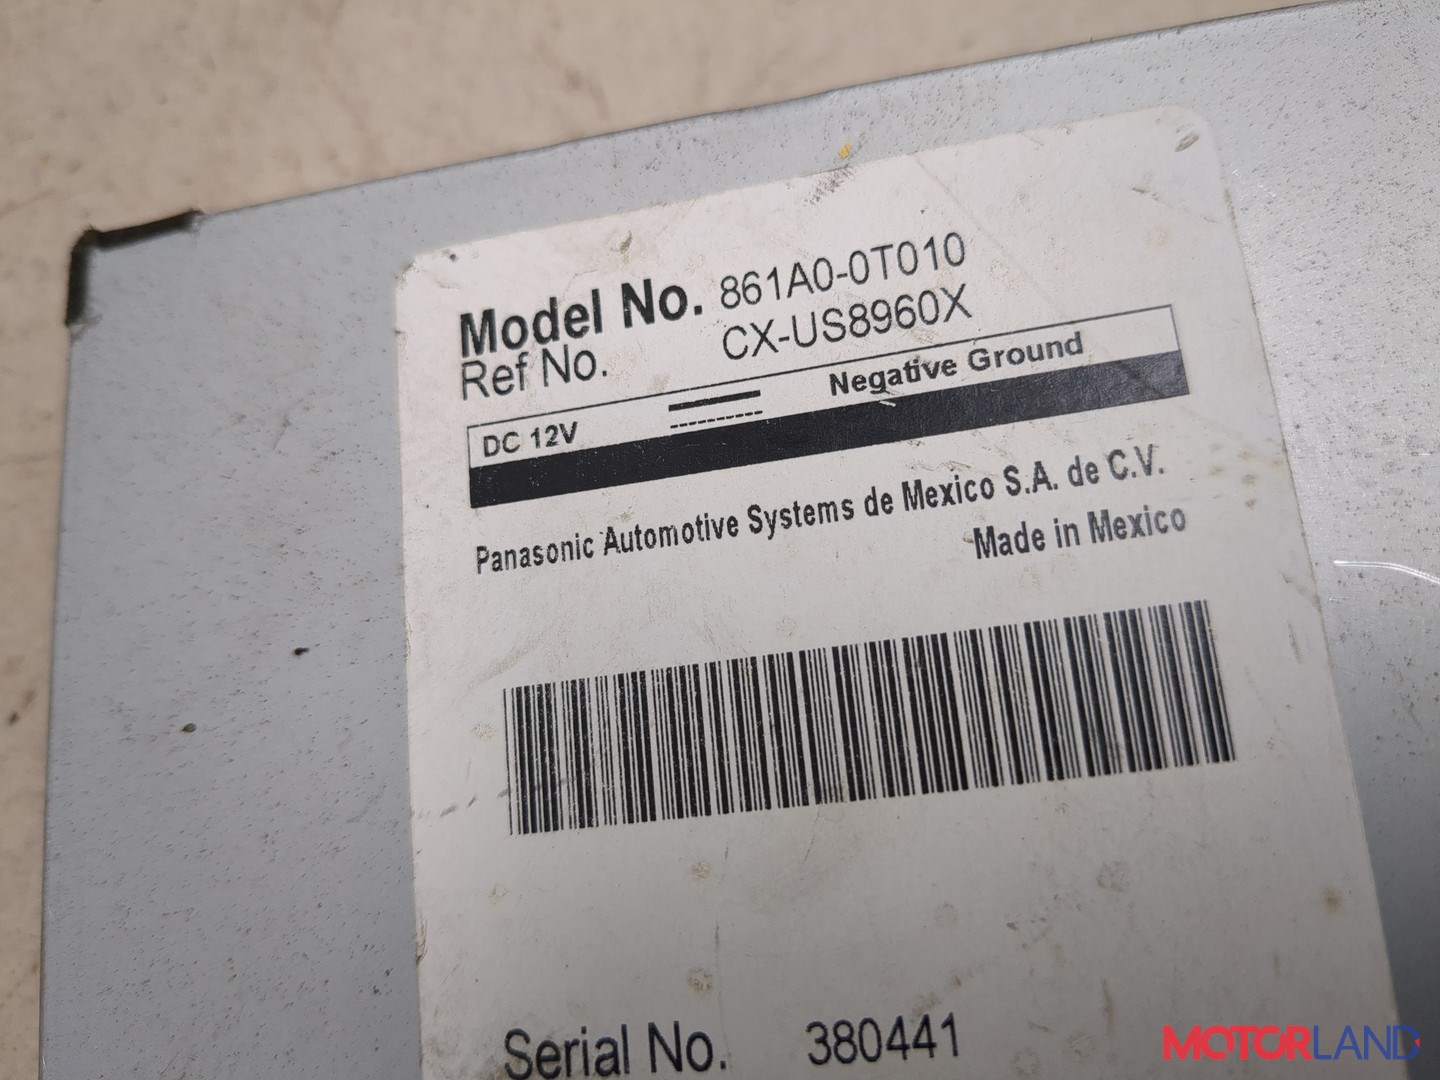 Model No. 861A0-0T010
Ref No. CX-US8960X
DC 12V Negative Ground
Panasonic Automotive Systems de Mexico S.A. de C.V.
Made in Mexico
Serial No. 380441
MOTORLAND